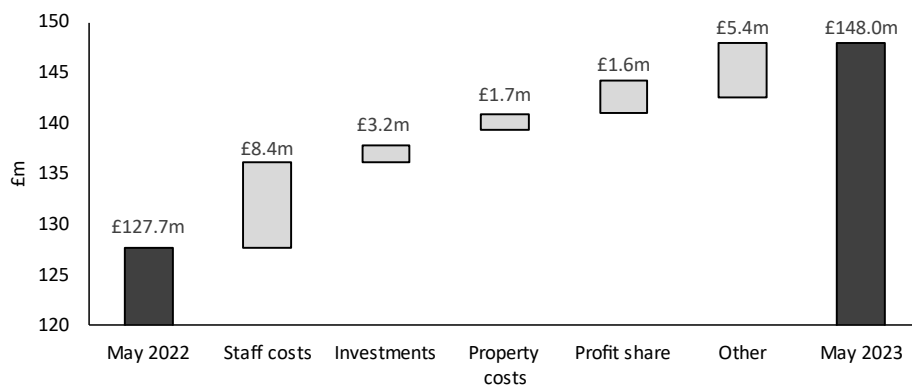 150
145
140
135
130
125
120
£m
£127.7m
£8.4m
£3.2m
£1.7m
£1.6m
£5.4m
£148.0m
May 2022
Staff costs
Investments
Property
costs
Profit share
Other
May 2023